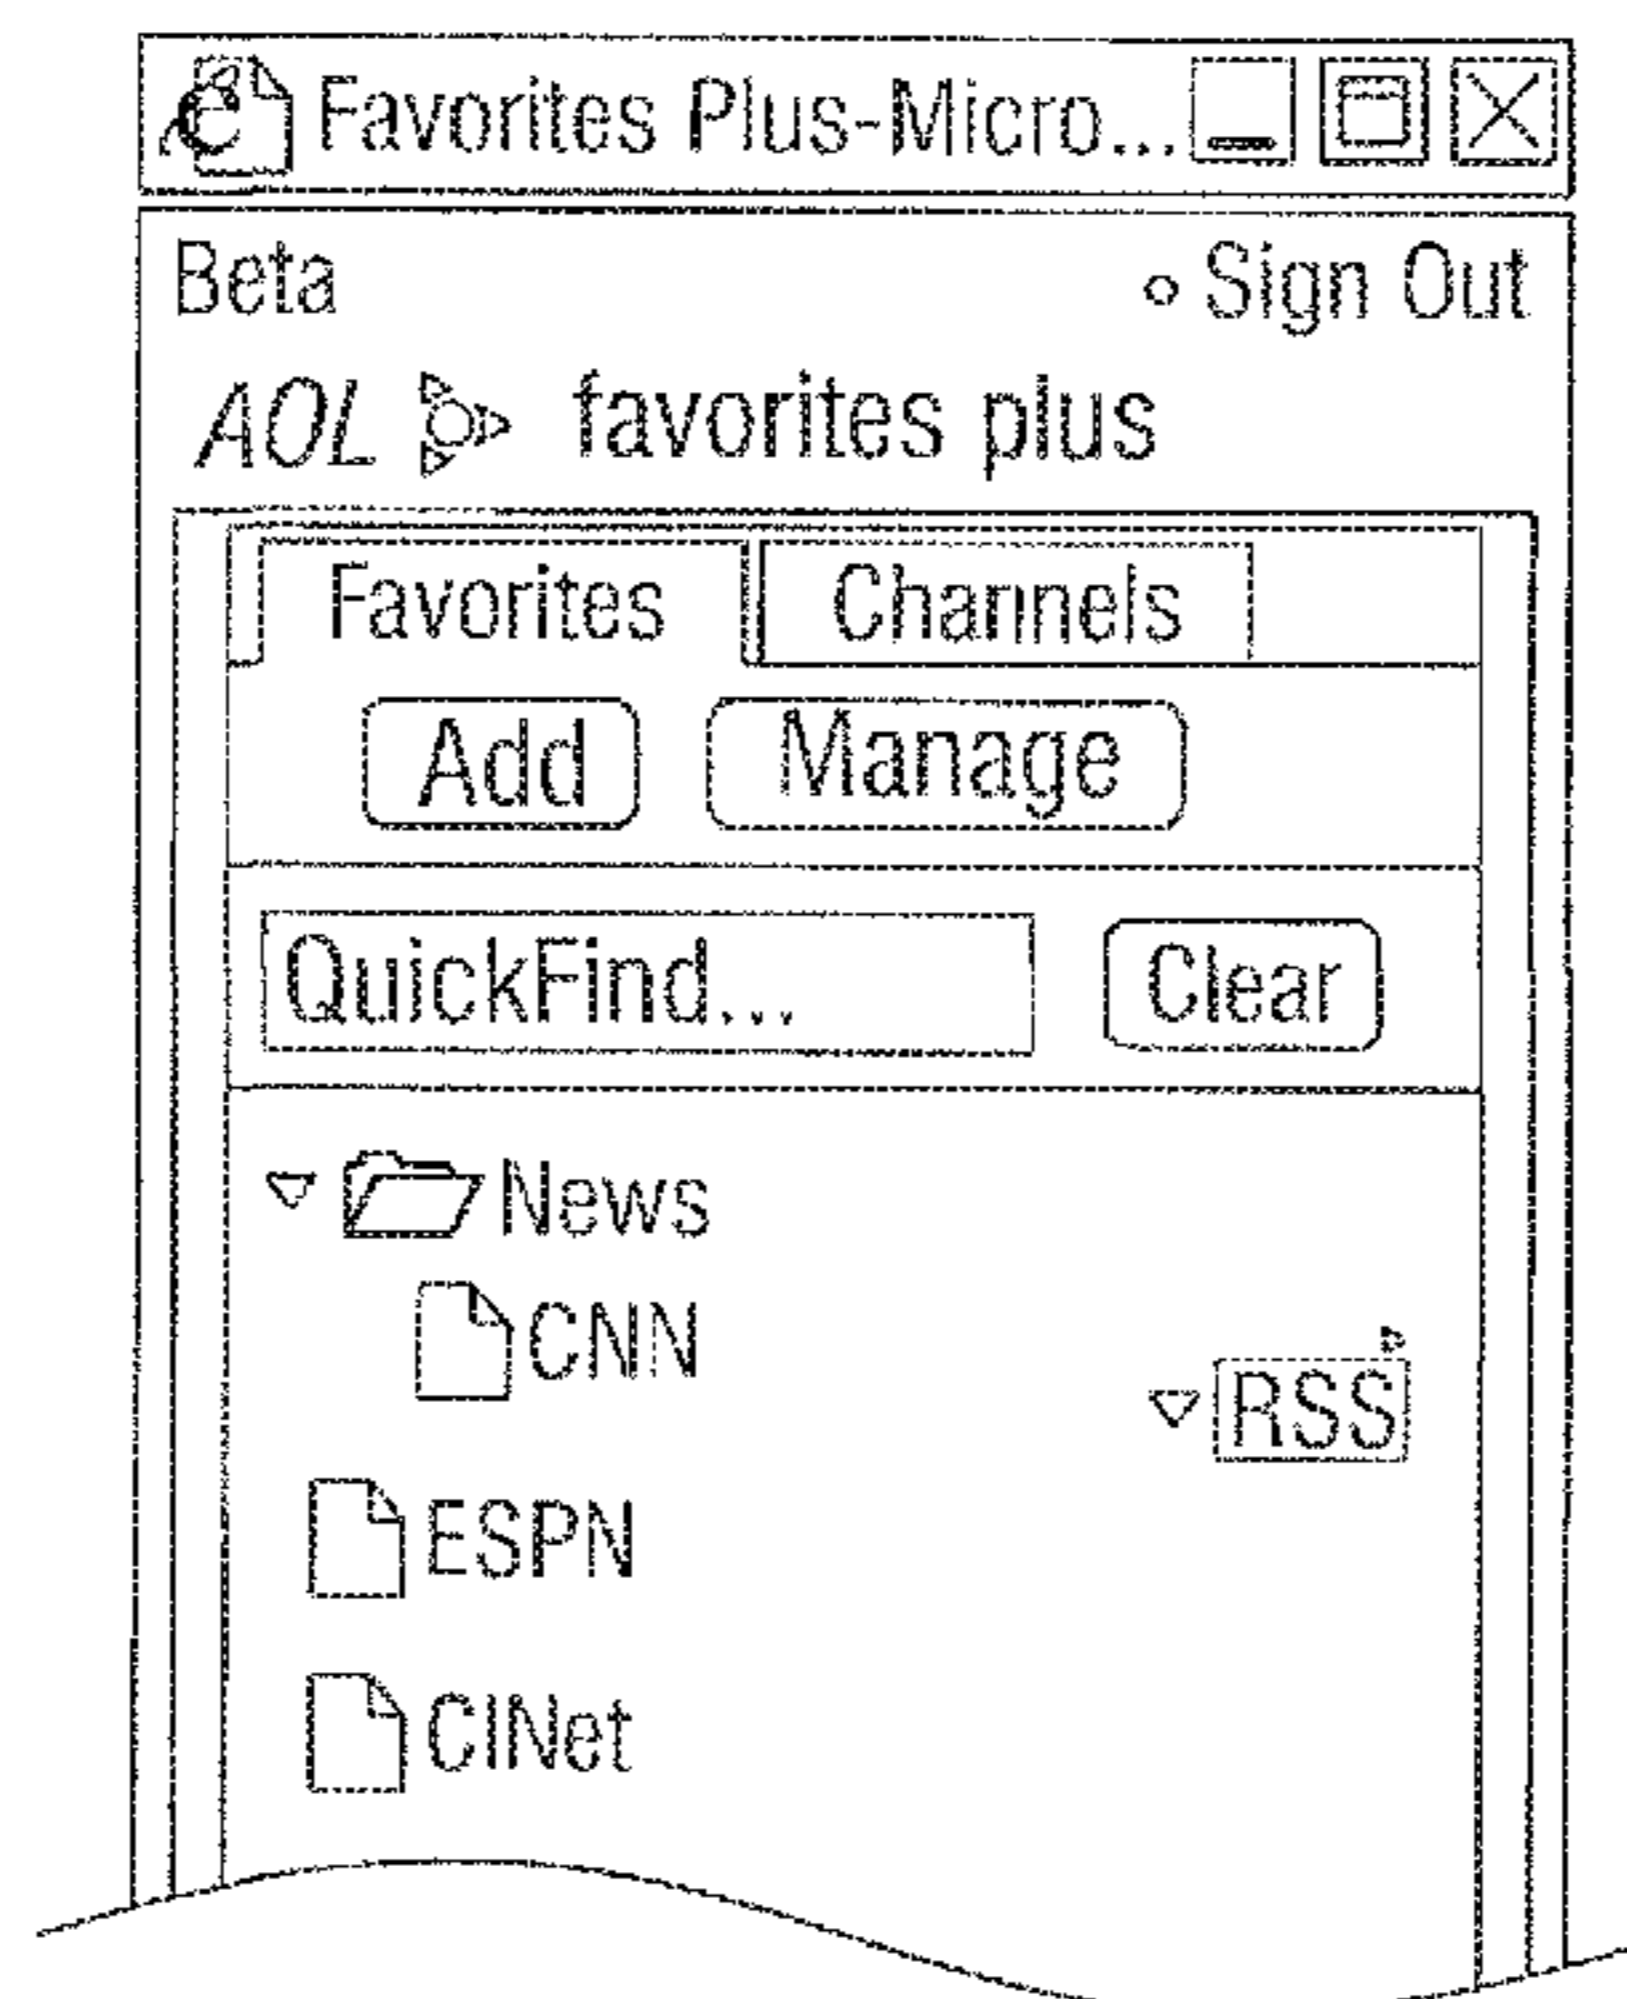 Favorites Plus-Micro...
Beta
Sign Out
AOL favorites plus
Favorites Channels
Add Manage
QuickFind... Clear
News
CNN
RSS
ESPN
CINet